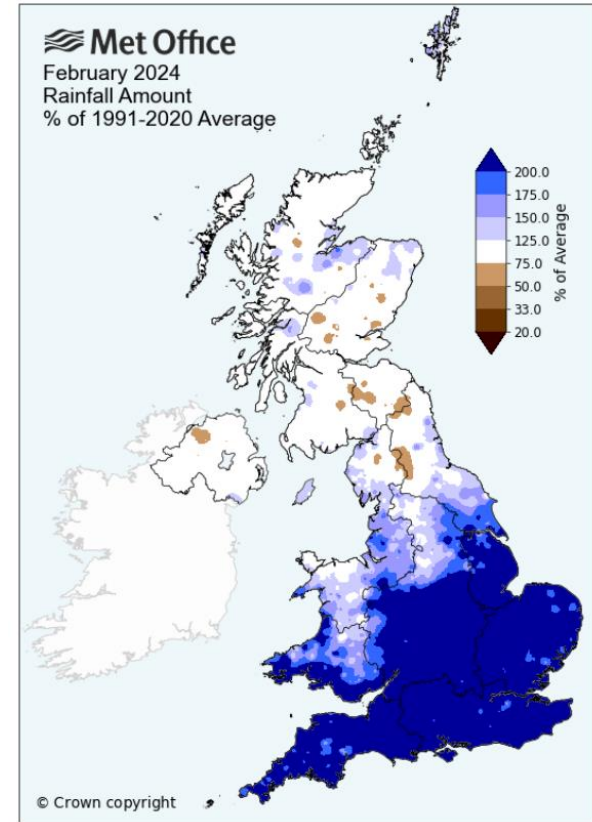 Met Office
February 2024
Rainfall Amount
% of 1991-2020 Average
200.0
175.0
150.0
125.0
75.0
50.0
33.0
20.0
% of Average
© Crown copyright